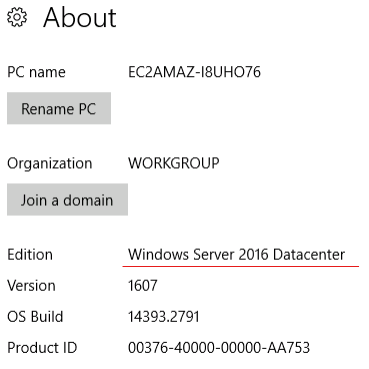 About
PC name EC2AMAZ-I8UHO76
Rename PC
Organization WORKGROUP
Join a domain
Edition Windows Server 2016 Datacenter
Version 1607
OS Build 14393.2791
Product ID 00376-40000-00000-AA753